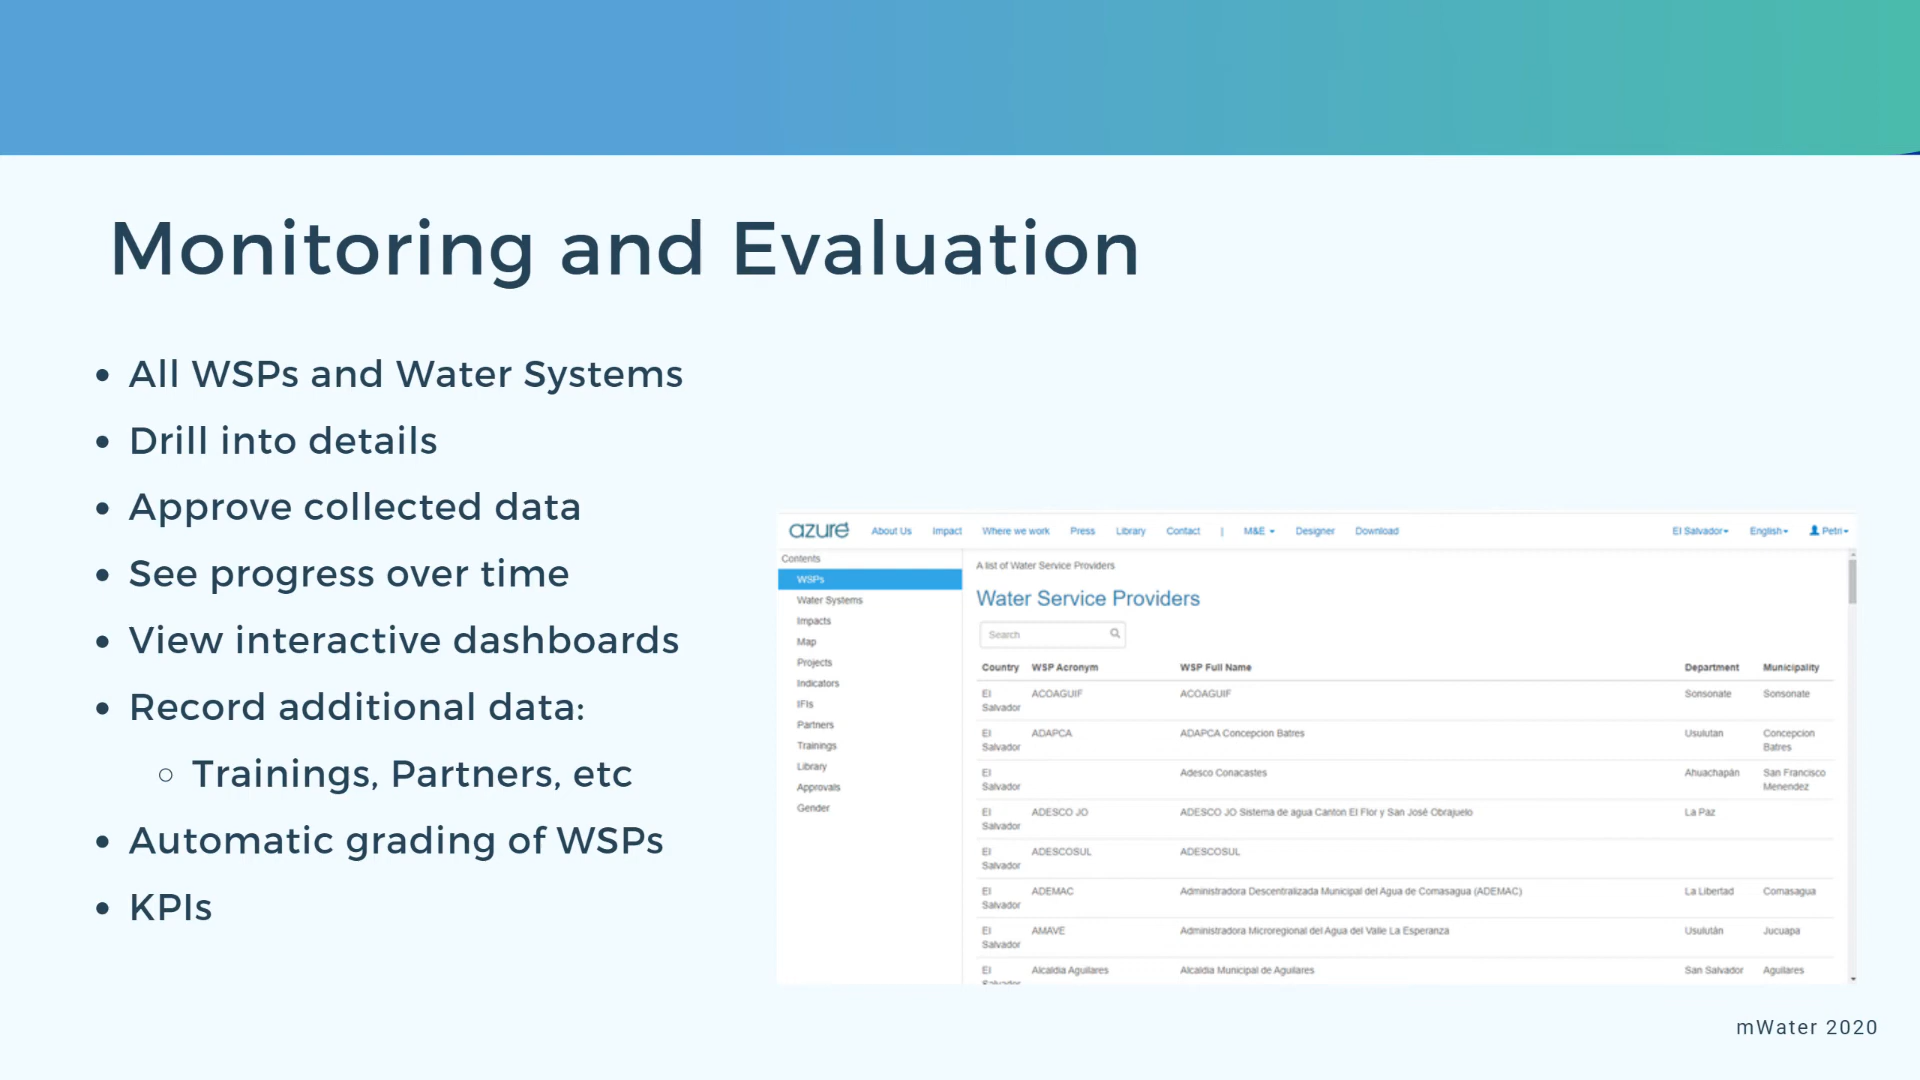 Monitoring and Evaluation
• All WSPs and Water Systems
• Drill into details
• Approve collected data
• See progress over time
• View interactive dashboards
• Record additional data:
○ Trainings, Partners, etc
• Automatic grading of WSPs
• KPIs
azure About Us Impact Where we work Press Library Contact | M&E Designer Download El Salvador English Petri
Contents
WSPs
Water Systems
Impacts
Map
Projects
Indicators
IFIs
Partners
Trainings
Library
Approvals
Gender
A list of Water Service Providers
Water Service Providers
Search
Country WSP Acronym WSP Full Name Department Municipality
El Salvador ACOAGUIF ACOAGUIF Sonsonate Sonsonate
El Salvador ADAPCA ADAPCA Concepcion Batres Usulutan Concepcion Batres
El Salvador Adesco Conacastes Ahuachapán San Francisco Menendez
El Salvador ADESCO JO ADESCO JO Sistema de agua Canton El Flor y San José Obrajuelo La Paz
El Salvador ADESCOSUL ADESCOSUL
El Salvador ADEMAC Administradora Descentralizada Municipal del Agua de Comasagua (ADEMAC) La Libertad Comasagua
El Salvador AMAVE Administradora Microregional del Agua del Valle La Esperanza Usulután Jucuapa
El Salvador Alcaldia Aguilares Alcaldia Municipal de Aguilares San Salvador Aguilares
mWater 2020